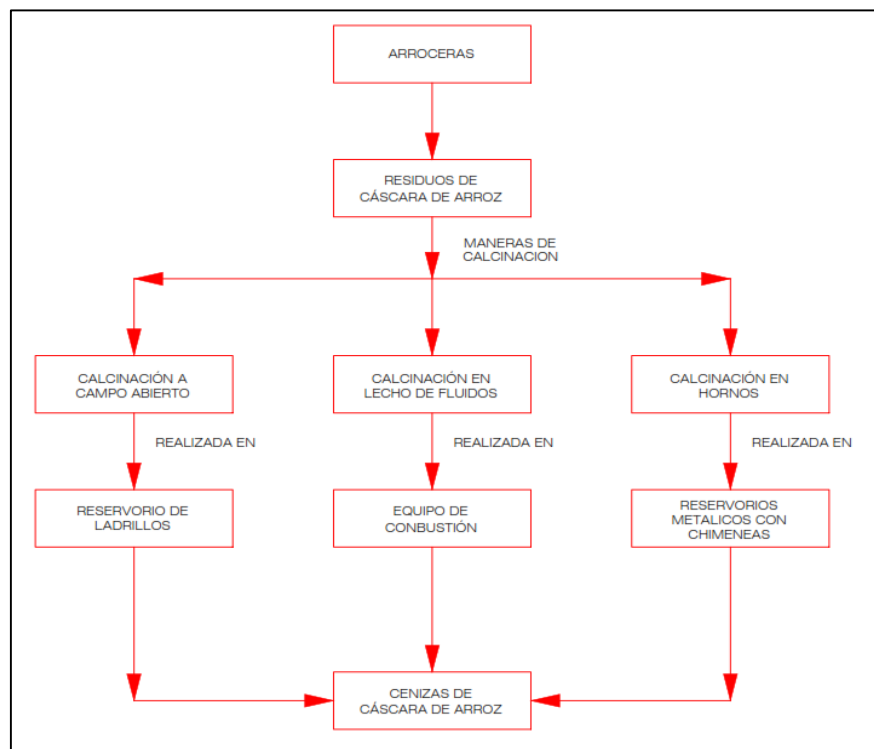 ARROCERAS
RESIDUOS DE
CÁSCARA DE ARROZ
MANERAS DE
CALCINACION
CALCINACIÓN A
CAMPO ABIERTO
CALCINACIÓN EN
LECHO DE FLUIDOS
CALCINACIÓN EN
HORNOS
REALIZADA EN
REALIZADA EN
REALIZADA EN
RESERVORIO DE
LADRILLOS
EQUIPO DE
CONBUSTIÓN
RESERVORIOS
METALICOS CON
CHIMENEAS
CENIZAS DE
CÁSCARA DE ARROZ